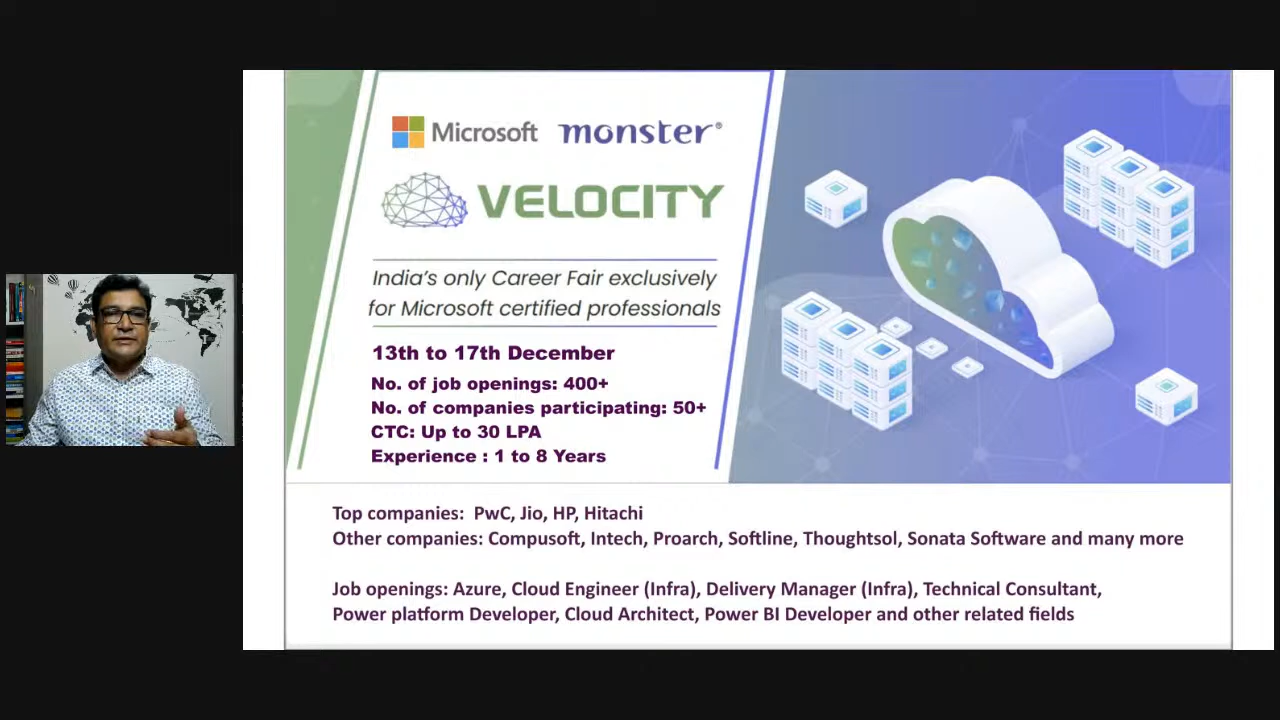 Microsoft monster®
VELOCITY
India's only Career Fair exclusively
for Microsoft certified professionals
13th to 17th December
No. of job openings: 400+
No. of companies participating: 50+
CTC: Up to 30 LPA
Experience : 1 to 8 Years
Top companies: PwC, Jio, HP, Hitachi
Other companies: Compusoft, Intech, Proarch, Softline, Thoughtsol, Sonata Software and many more
Job openings: Azure, Cloud Engineer (Infra), Delivery Manager (Infra), Technical Consultant,
Power platform Developer, Cloud Architect, Power BI Developer and other related fields